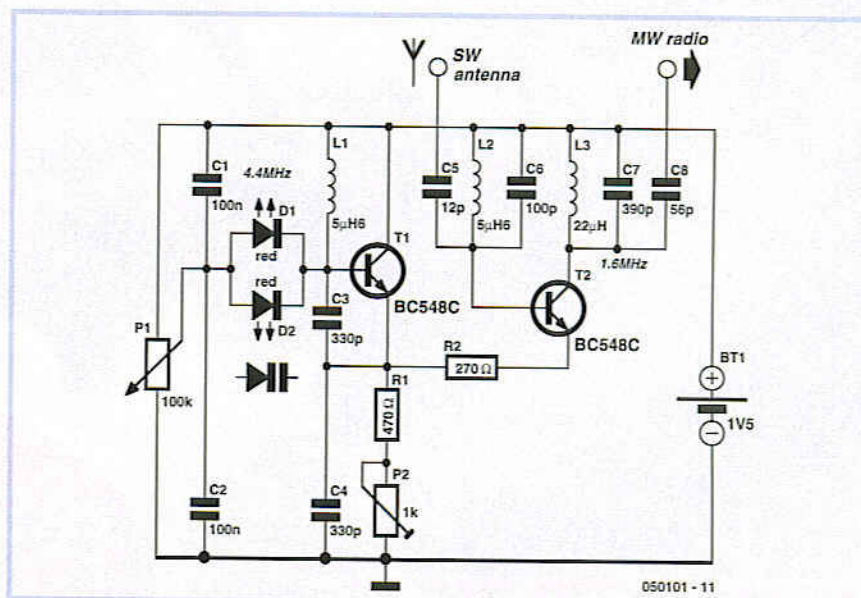 SW
antenna
MW radio
C1
100n
4.4MHz
D1
red
red
D2
L1
5µH6
T1
BC548C
C3
330p
C5
12p
L2
5µH6
C6
100p
L3
22µH
C7
390p
C8
56p
1.6MHz
T2
BC548C
P1
100k
R2
270 Ω
R1
470 Ω
P2
1k
C2
100n
C4
330p
BT1
+
1V5
−
050101 - 11